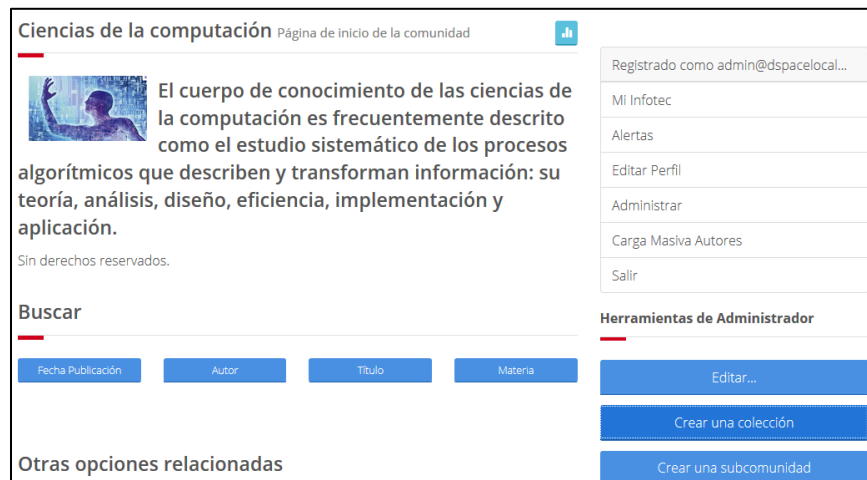 Ciencias de la computación Página de inicio de la comunidad
El cuerpo de conocimiento de las ciencias de
la computación es frecuentemente descrito
como el estudio sistemático de los procesos
algorítmicos que describen y transforman información: su
teoría, análisis, diseño, eficiencia, implementación y
aplicación.
Sin derechos reservados.
Buscar
Fecha Publicación
Autor
Título
Materia
Otras opciones relacionadas
Registrado como admin@dspacelocal...
Mi Infotec
Alertas
Editar Perfil
Administrar
Carga Masiva Autores
Salir
Herramientas de Administrador
Editar...
Crear una colección
Crear una subcomunidad